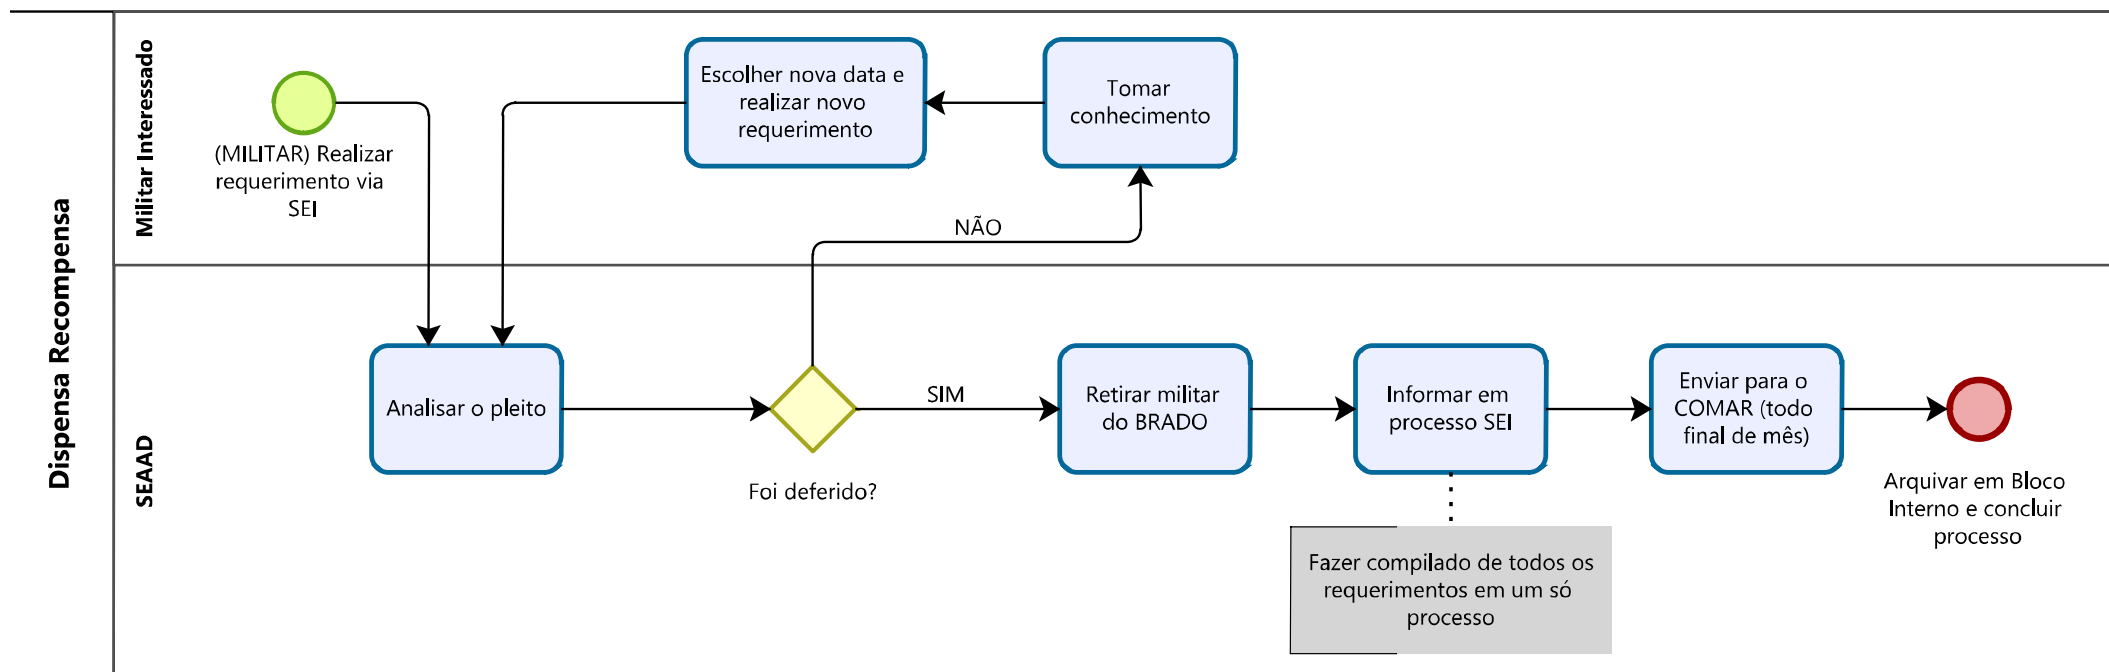 Dispensa Recompensa
Militar Interessado
(MILITAR) Realizar
requerimento via
SEI
Escolher nova data e
realizar novo
requerimento
Tomar
conhecimento
NÃO
SEAAD
Analisar o pleito
Foi deferido?
SIM
Retirar militar
do BRADO
Informar em
processo SEI
Enviar para o
COMAR (todo
final de mês)
Arquivar em Bloco
Interno e concluir
processo
Fazer compilado de todos os
requerimentos em um só
processo